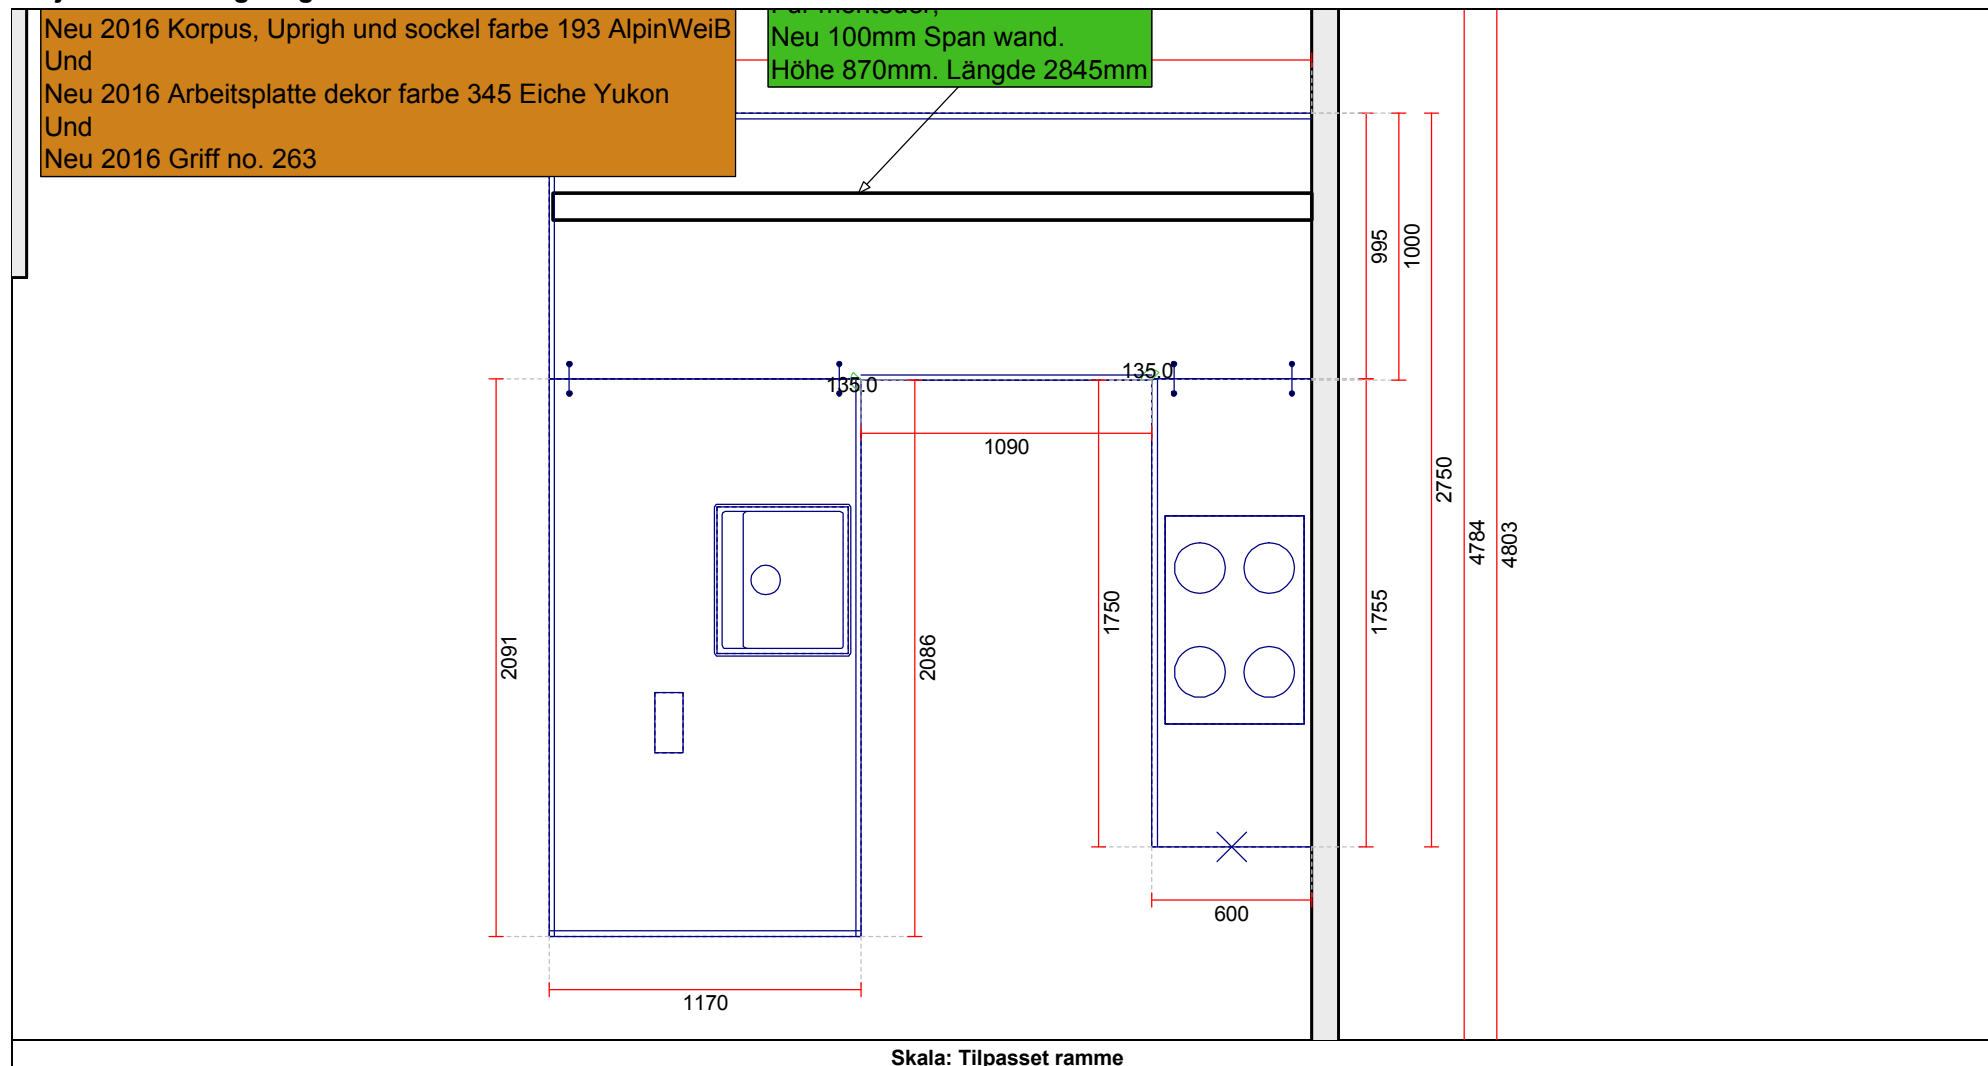 Neu 2016 Korpus, Uprigh und sockel farbe 193 AlpinWeiB
Und
Neu 2016 Arbeitsplatte dekor farbe 345 Eiche Yukon
Und
Neu 2016 Griff no. 263
Neu 100mm Span wand.
Höhe 870mm. Längde 2845mm
995
1000
135.0
135.0
1090
2750
4784
4803
1750
1755
2091
2086
600
1170
Skala: Tilpasset ramme